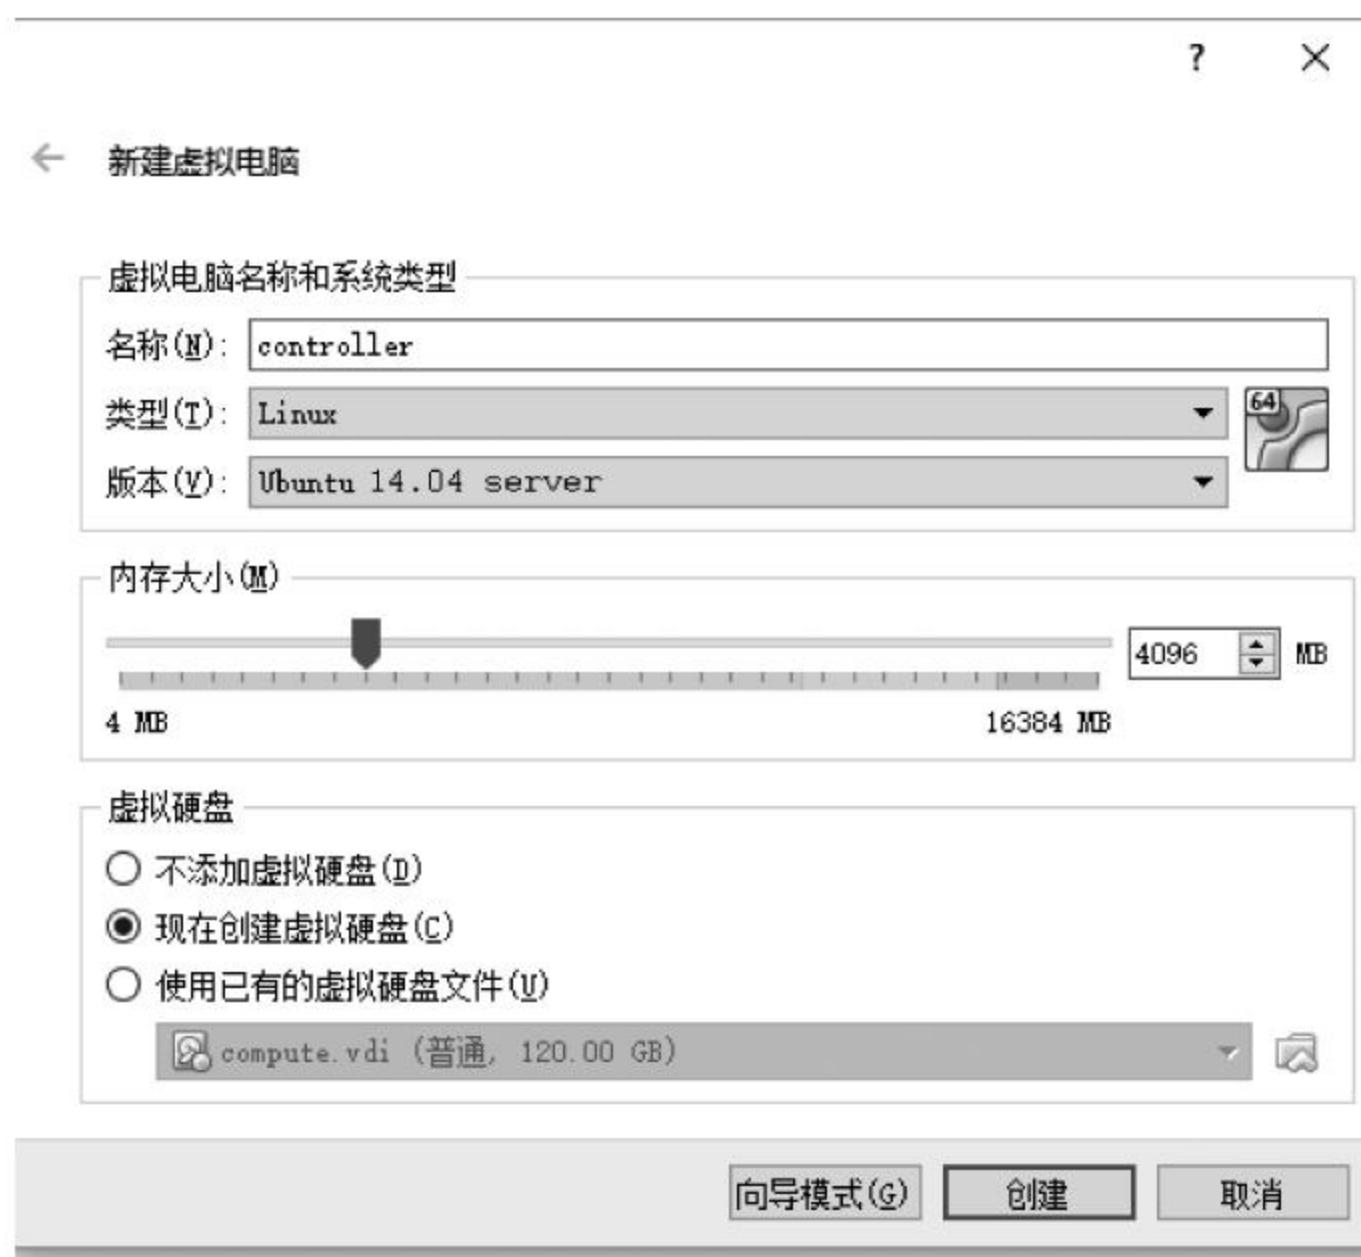 ?
新建虚拟电脑
虚拟电脑名称和系统类型
名称(N): controller
类型(T): Linux
64
版本(V): Ubuntu 14.04 server
内存大小(M)
4096 MB
4 MB 16384 MB
虚拟硬盘
不添加虚拟硬盘(D)
现在创建虚拟硬盘(C)
使用已有的虚拟硬盘文件(U)
compute.vdi (普通, 120.00 GB)
向导模式(G) 创建 取消